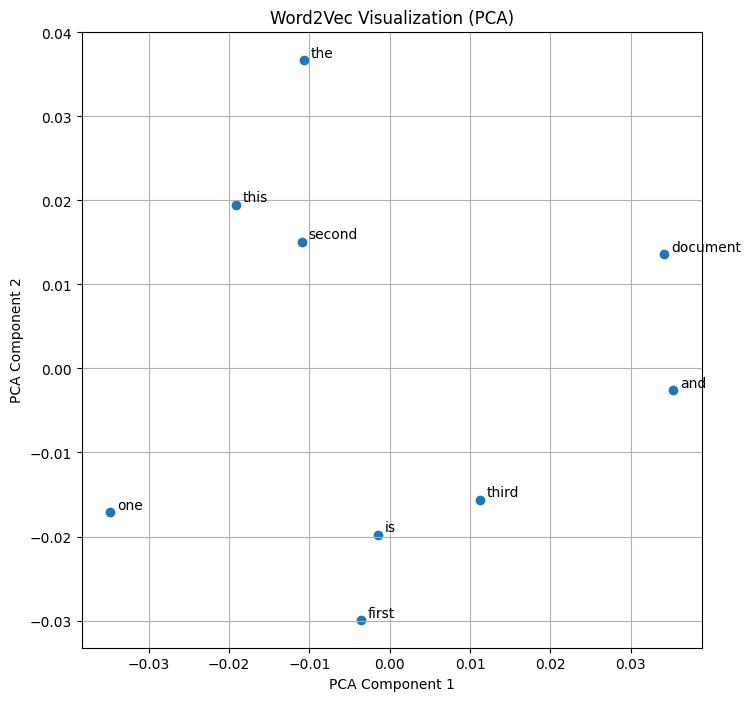 Word2Vec Visualization (PCA)
0.04
the
0.03
0.02
this
second
document
0.01
PCA Component 2
0.00
and
−0.01
third
one
is
−0.02
first
−0.03
−0.03 −0.02 −0.01 0.00 0.01 0.02 0.03
PCA Component 1